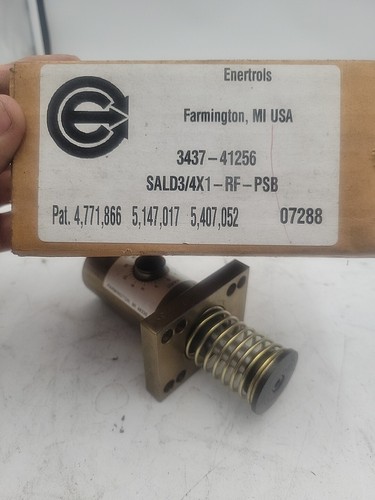 Enertrols
Farmington, MI USA
3437-41256
SALD3/4X1-RF-PSB
Pat. 4,771,866 5,147,017 5,407,052 07288